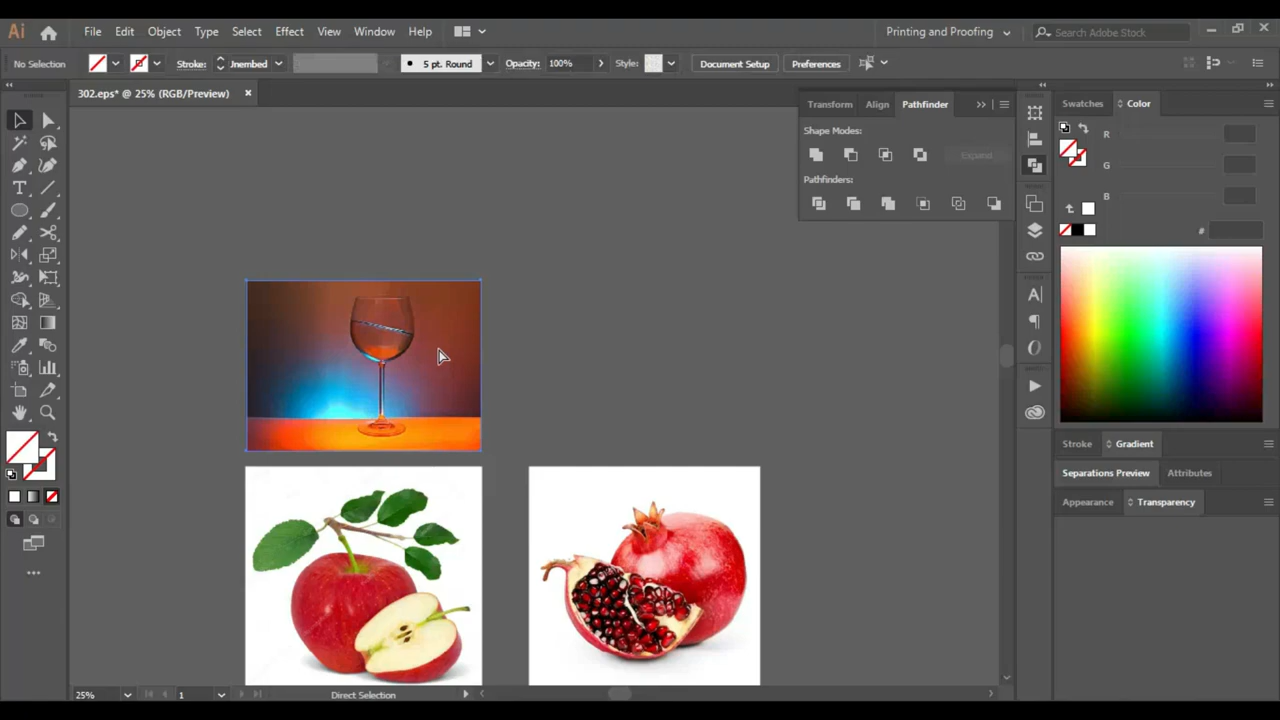 Ai
File Edit Object Type Select Effect View Window Help
Printing and Proofing
Search Adobe Stock
No Selection
Stroke:
Jnembed
5 pt. Round
Opacity: 100%
Style:
Document Setup
Preferences
302.eps* @ 25% (RGB/Preview)
Transform Align Pathfinder
Shape Modes:
Expand
Pathfinders:
Swatches Color
R
G
B
#
Stroke Gradient
Separations Preview Attributes
Appearance Transparency
25%
1
Direct Selection